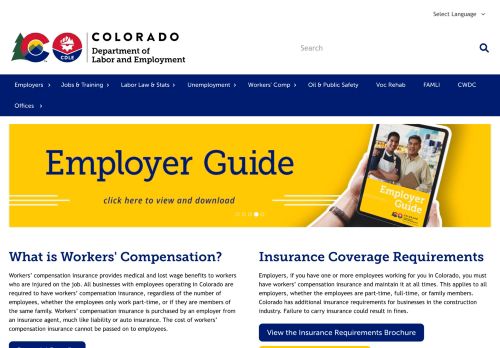 Select Language
COLORADO
Department of
Labor and Employment
CDLE
Search
Employers
Jobs & Training
Labor Law & Stats
Unemployment
Workers' Comp
Oil & Public Safety
Voc Rehab
FAMLI
CWDC
Offices
Employer Guide
click here to view and download
Employer
Guide
What is Workers' Compensation?
Workers' compensation insurance provides medical and lost wage benefits to workers
who are injured on the job. All businesses with employees operating in Colorado are
required to have workers' compensation insurance, regardless of the number of
employees, whether the employees only work part-time, or if they are members of
the same family. Workers' compensation insurance is purchased by an employer from
an insurance agent, much like liability or auto insurance. The cost of workers'
compensation insurance cannot be passed on to employees.
Insurance Coverage Requirements
Employers, if you have one or more employees working for you in Colorado, you must
have workers' compensation insurance and maintain it at all times. This applies to all
employers, whether the employees are part-time, full-time, or family members.
Colorado has additional insurance requirements for businesses in the construction
industry. Failure to carry insurance could result in fines.
View the Insurance Requirements Brochure